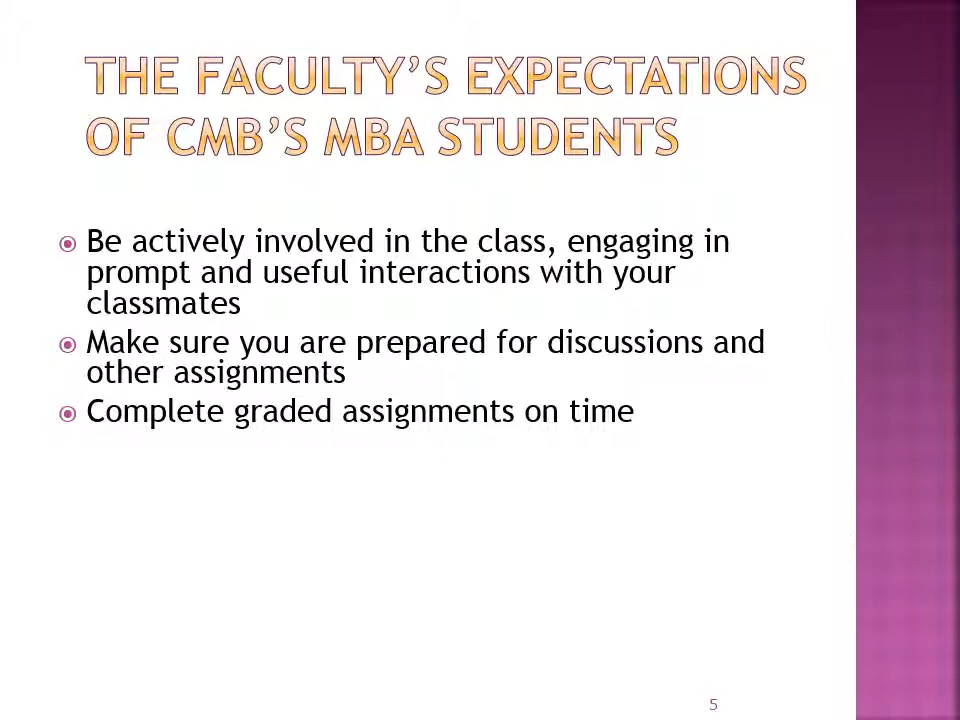 THE FACULTY'S EXPECTATIONS
OF CMB'S MBA STUDENTS
Be actively involved in the class, engaging in
prompt and useful interactions with your
classmates
Make sure you are prepared for discussions and
other assignments
Complete graded assignments on time
5